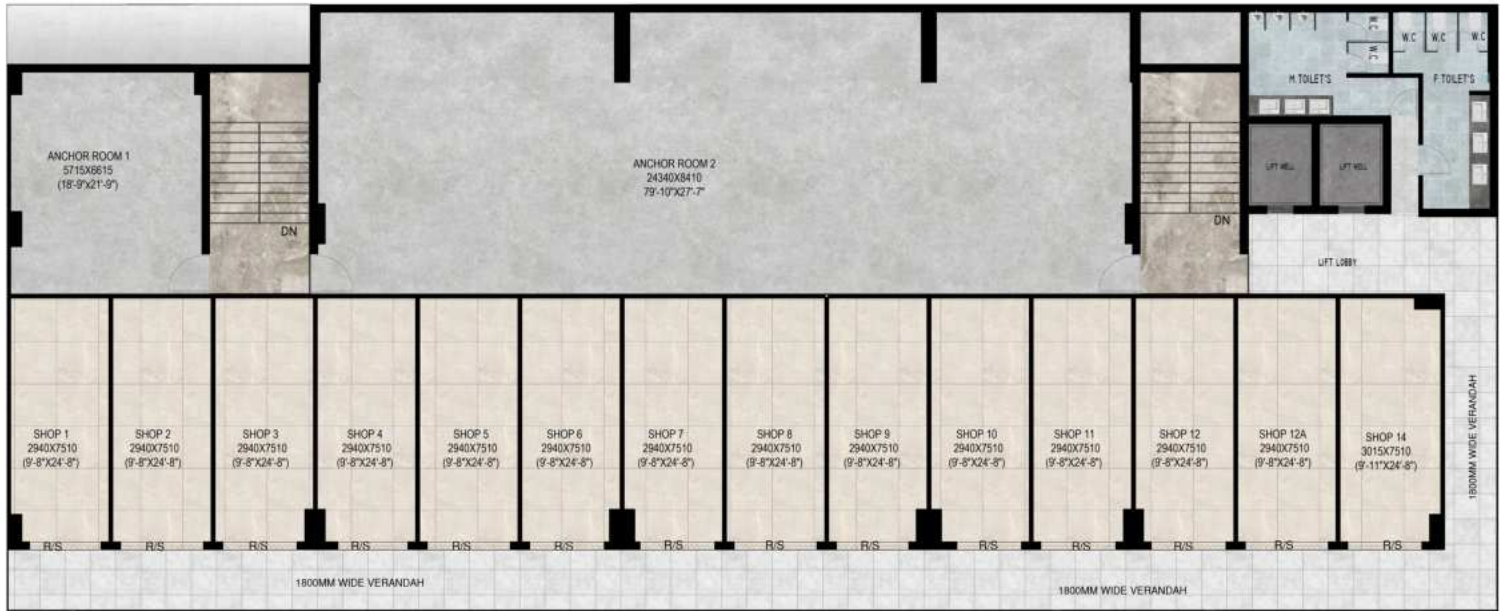 W.C
W.C
W.C
W.C
W.C
M.TOILET'S
F.TOILET'S
ANCHOR ROOM 1
5715X6615
(18'-9"X21'-9")
ANCHOR ROOM 2
24340X8410
79'-10"X27'-7"
LIFT WELL
LIFT WELL
DN
DN
LIFT LOBBY
SHOP 1
2940X7510
(9'-8"X24'-8")
SHOP 2
2940X7510
(9'-8"X24'-8")
SHOP 3
2940X7510
(9'-8"X24'-8")
SHOP 4
2940X7510
(9'-8"X24'-8")
SHOP 5
2940X7510
(9'-8"X24'-8")
SHOP 6
2940X7510
(9'-8"X24'-8")
SHOP 7
2940X7510
(9'-8"X24'-8")
SHOP 8
2940X7510
(9'-8"X24'-8")
SHOP 9
2940X7510
(9'-8"X24'-8")
SHOP 10
2940X7510
(9'-8"X24'-8")
SHOP 11
2940X7510
(9'-8"X24'-8")
SHOP 12
2940X7510
(9'-8"X24'-8")
SHOP 12A
2940X7510
(9'-8"X24'-8")
SHOP 14
3015X7510
(9'-11"X24'-8")
1800MM WIDE VERANDAH
R/S
R/S
R/S
R/S
R/S
R/S
R/S
R/S
R/S
R/S
R/S
R/S
R/S
R/S
1800MM WIDE VERANDAH
1800MM WIDE VERANDAH